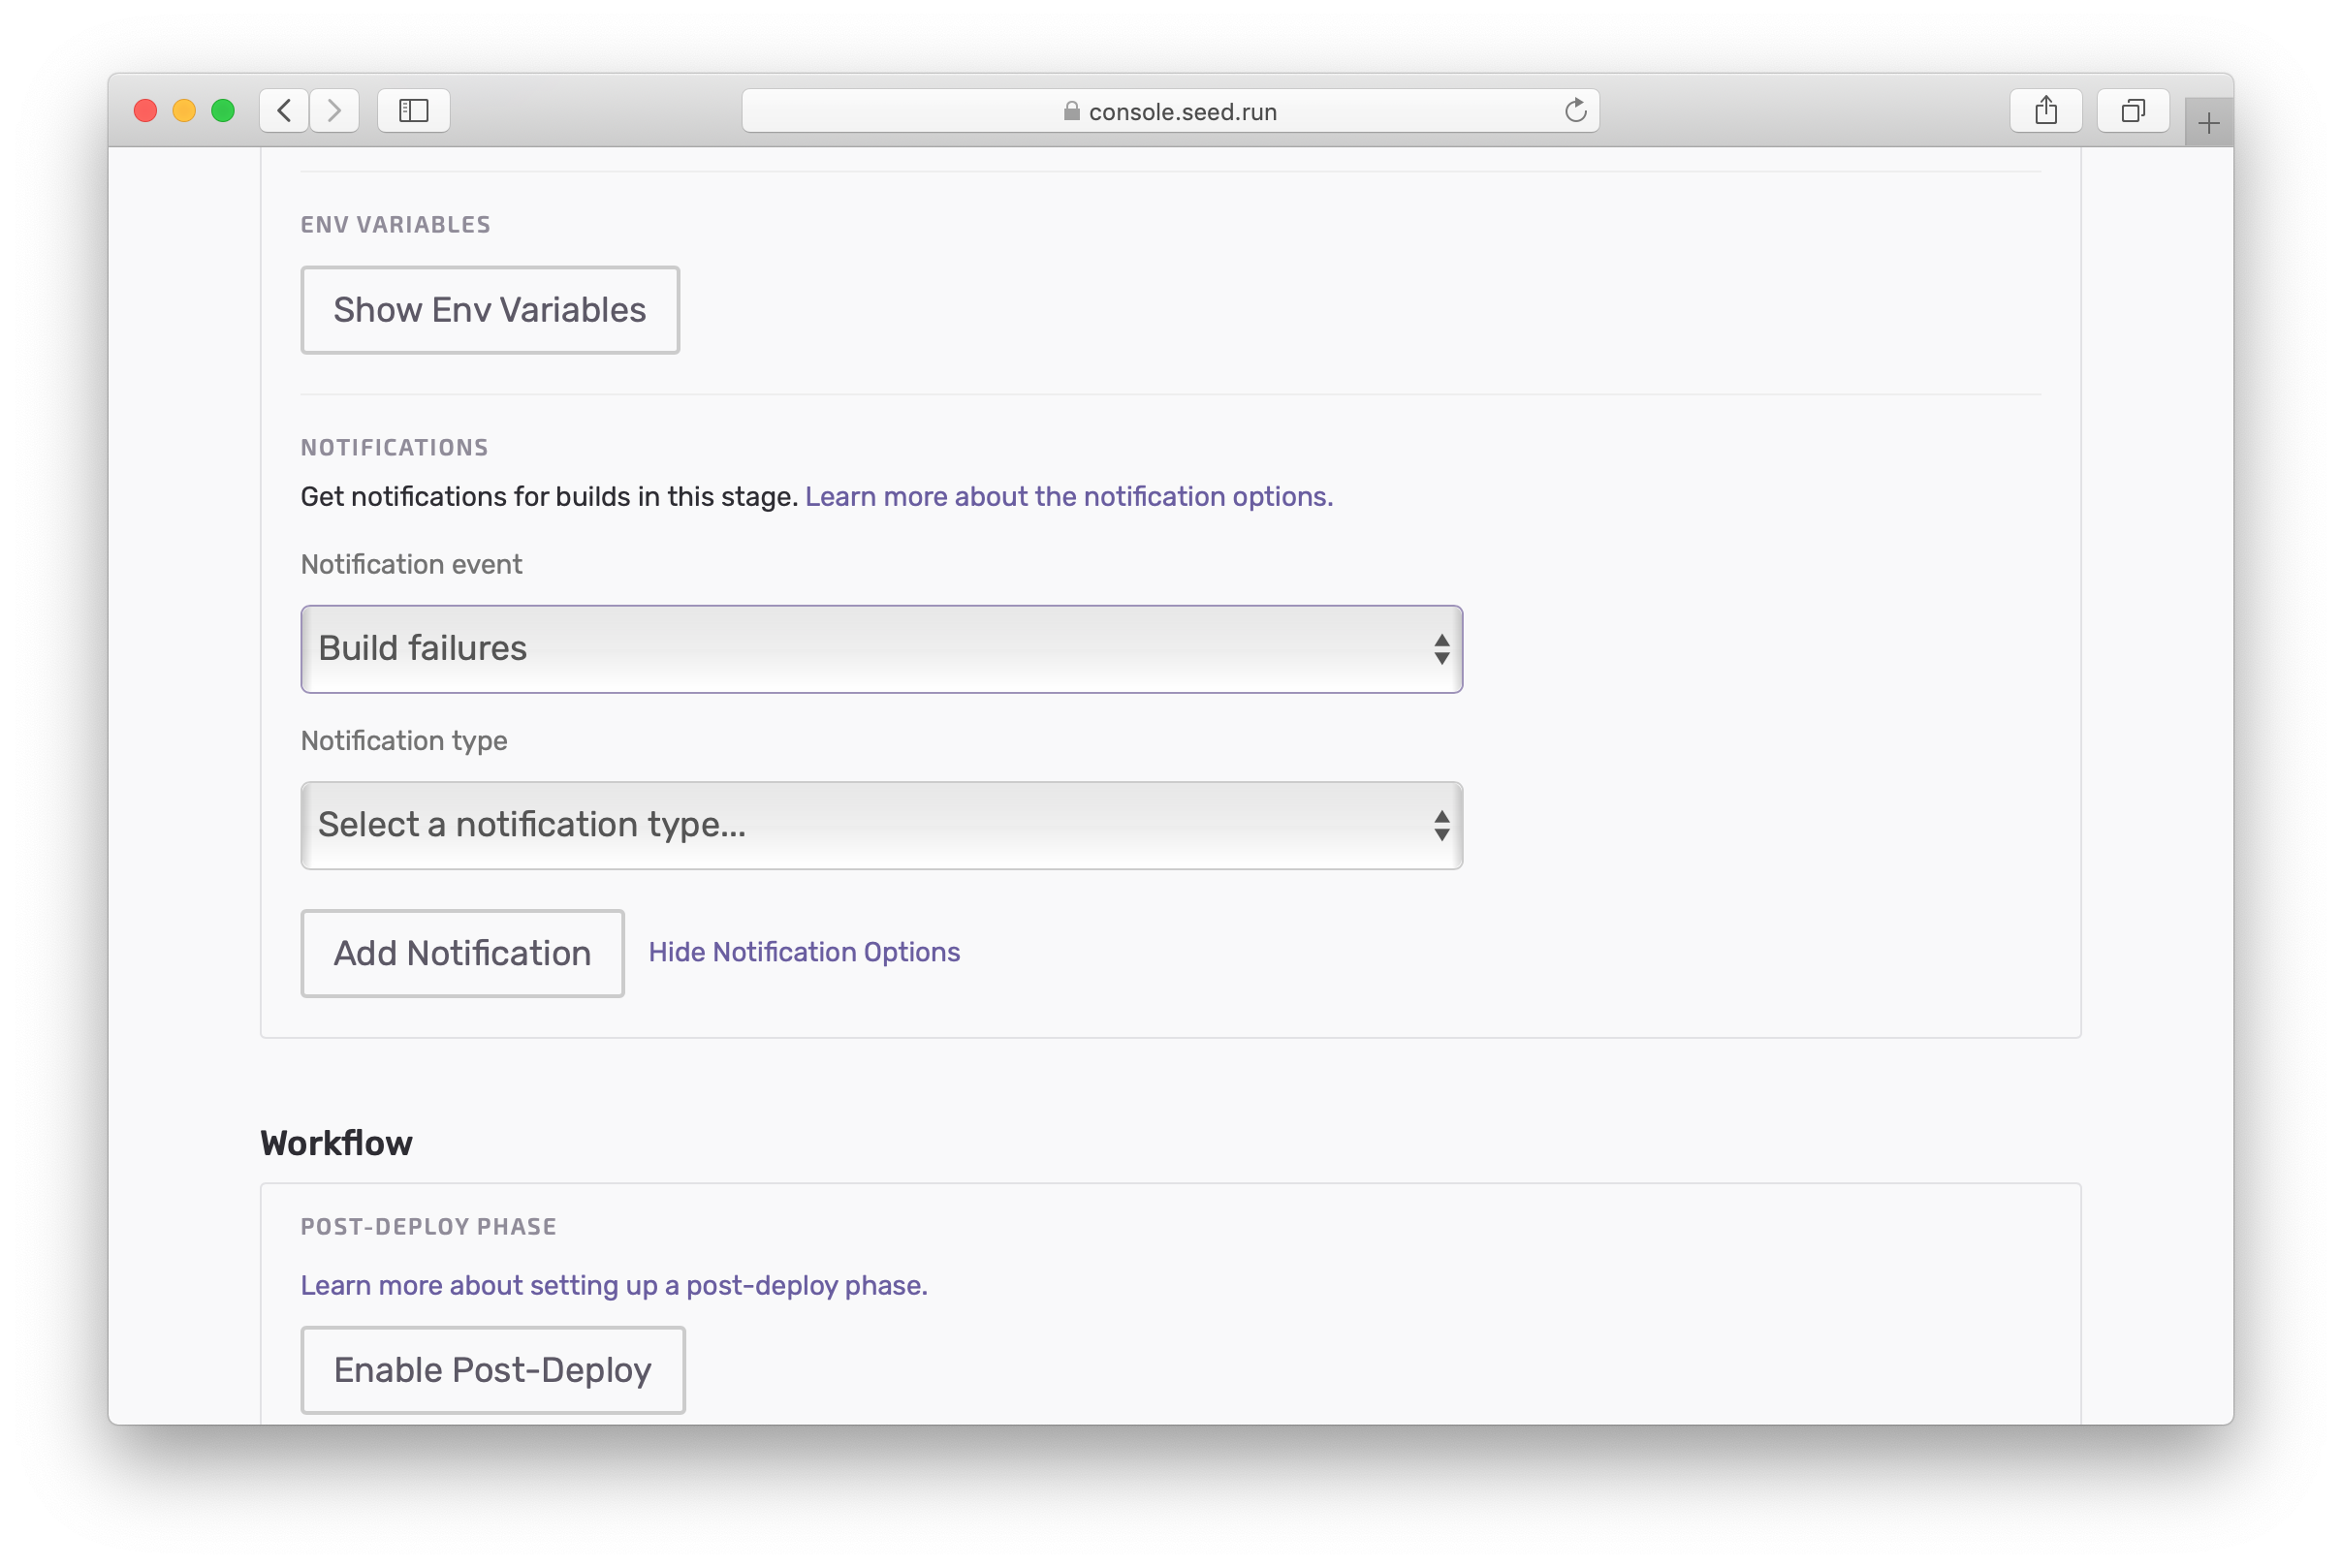 console.seed.run
ENV VARIABLES
Show Env Variables
NOTIFICATIONS
Get notifications for builds in this stage. Learn more about the notification options.
Notification event
Build failures
Notification type
Select a notification type...
Add Notification Hide Notification Options
Workflow
POST-DEPLOY PHASE
Learn more about setting up a post-deploy phase.
Enable Post-Deploy